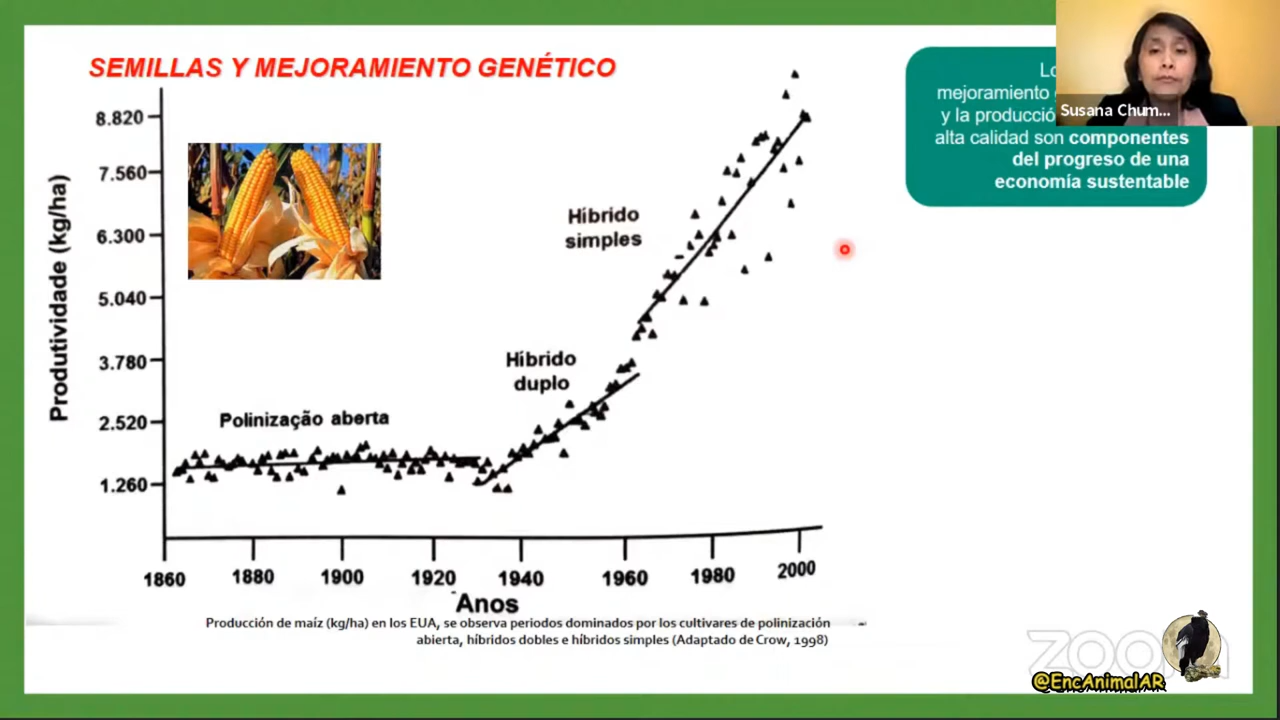 SEMILLAS Y MEJORAMIENTO GENÉTICO
mejoramiento
y la
alta calidad son componentes
del progreso de una
economía sustentable
Susana Chum...
Produtividade (kg/ha)
8.820
7.560
6.300
5.040
3.780
2.520
1.260
Híbrido
simples
Híbrido
duplo
Polinização aberta
1860 1880 1900 1920 1940 1960 1980 2000
Anos
Producción de maíz (kg/ha) en los EUA, se observa periodos dominados por los cultivares de polinización
abierta, híbridos dobles e híbridos simples (Adaptado de Crow, 1998)
zoom
@EncAnimalAR